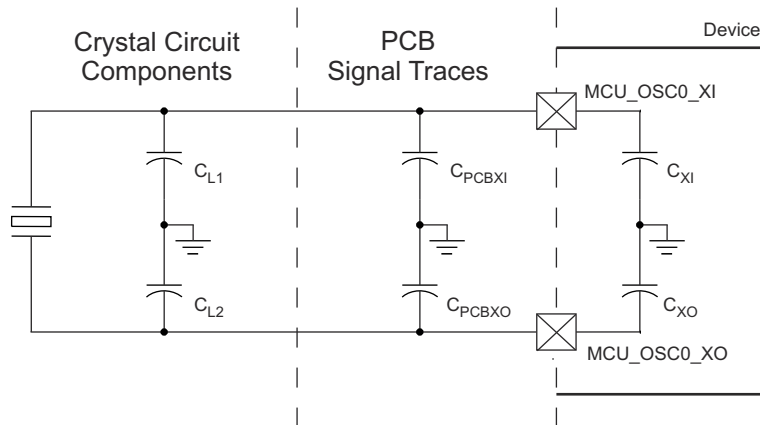 Crystal Circuit
Components
PCB
Signal Traces
Device
MCU_OSC0_XI
CL1
CPCBXI
CXI
CL2
CPCBXO
CXO
MCU_OSC0_XO